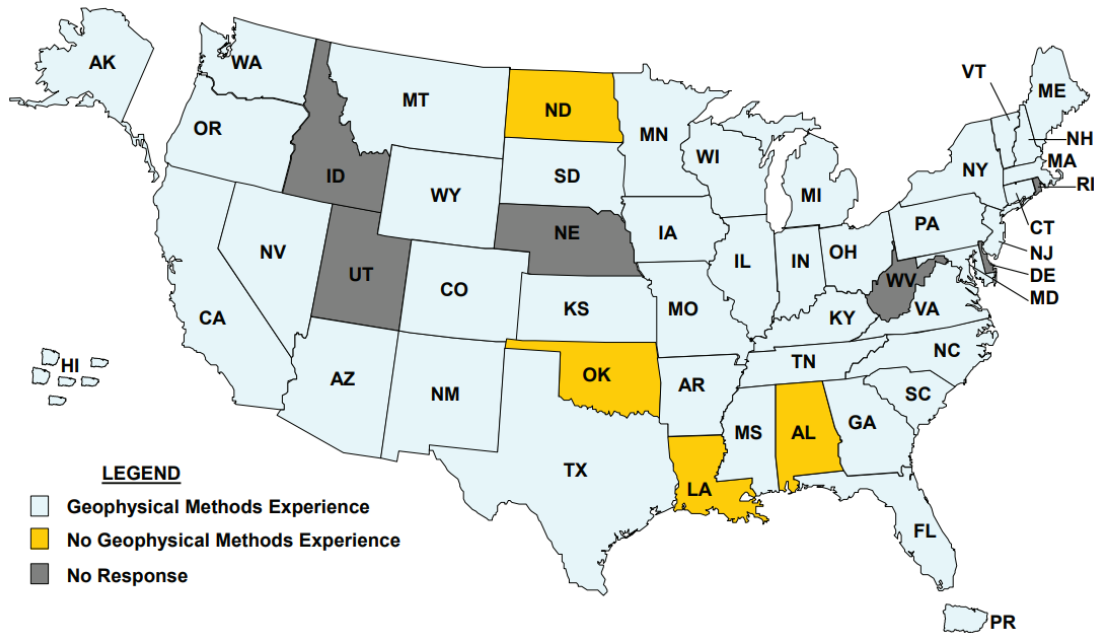 AK
WA
MT
ND
MN
VT
ME
OR
ID
WY
SD
WI
MI
NY
NH
MA
RI
CT
NV
UT
CO
NE
IA
IL
IN
OH
PA
NJ
DE
MD
WV
VA
CA
KS
MO
KY
HI
AZ
NM
OK
AR
TN
NC
SC
TX
LA
MS
AL
GA
FL
PR
LEGEND
Geophysical Methods Experience
No Geophysical Methods Experience
No Response